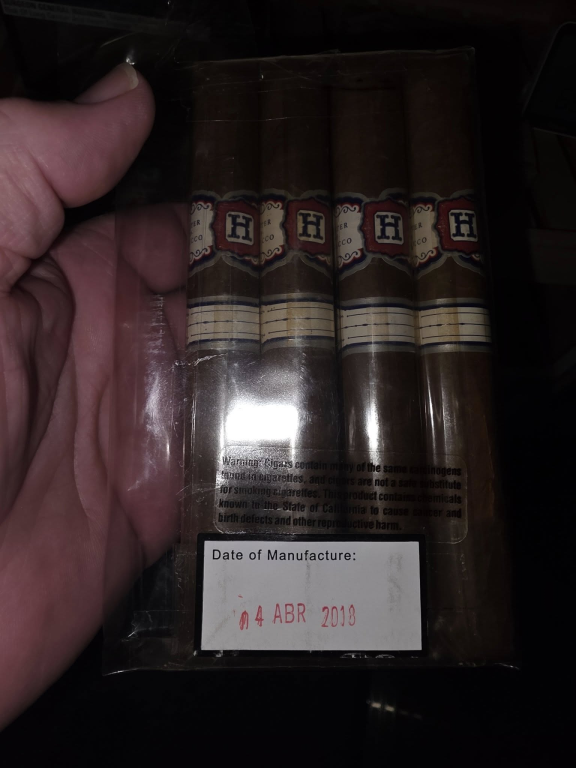 H H H H
Warning: Cigars contain many of the same carcinogens
found in cigarettes, and cigars are not a safe substitute
for smoking cigarettes. This product contains chemicals
known to the State of California to cause cancer and
birth defects and other reproductive harm.
Date of Manufacture:
04 ABR 2018